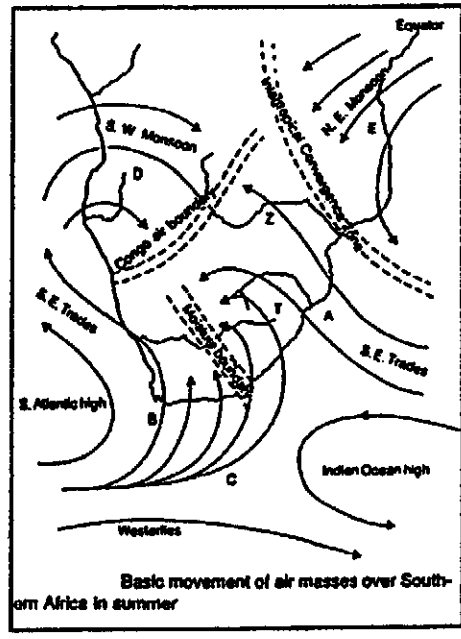 Equator
N. E. Monsoon
Intertropical Convergence Zone
E
S. W. Monsoon
D
Congo air boundary
Z
S. E. Trades
T
A
Moisture boundary
S. E. Trades
S. Atlantic high
B
C
Indian Ocean high
Westerlies
Basic movement of air masses over South-
ern Africa in summer